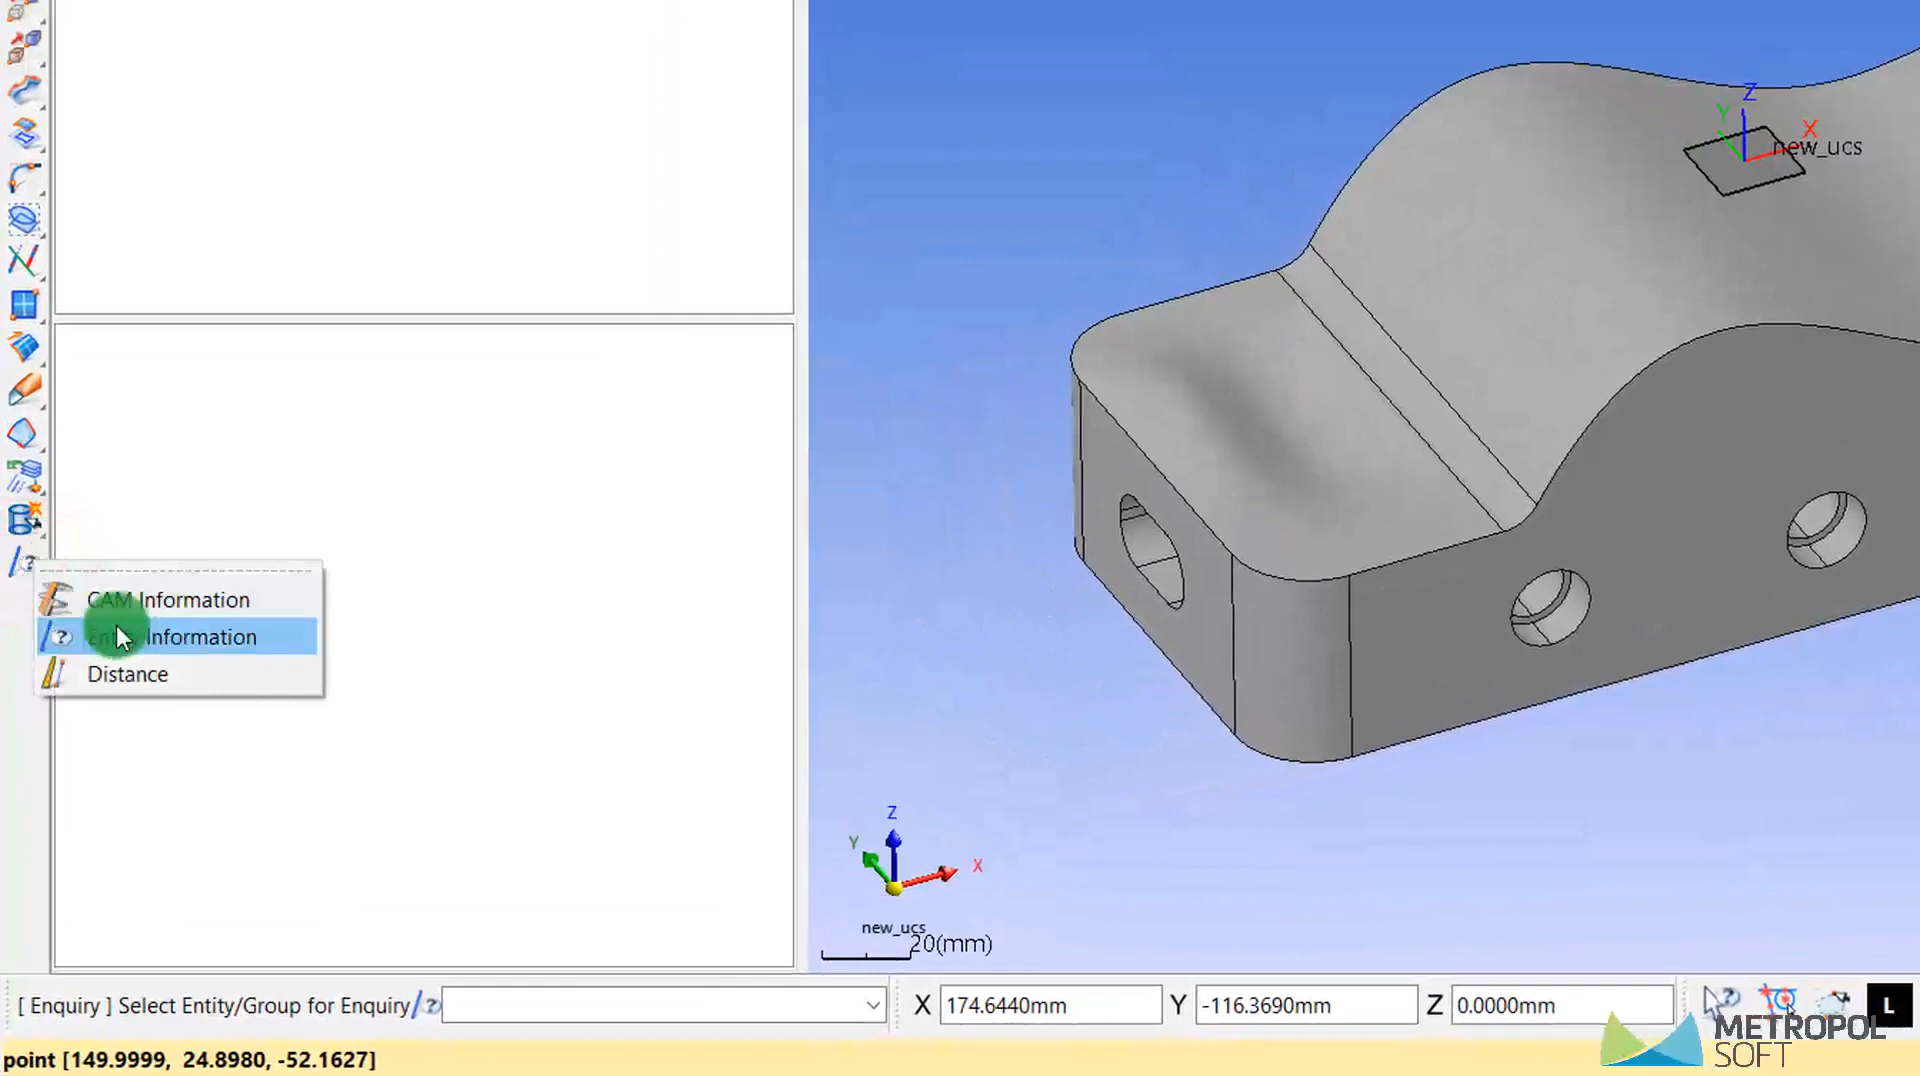 Z
Y
X
new_ucs
CAM Information
Information
Distance
Z
Y
X
new_ucs
20(mm)
[ Enquiry ] Select Entity/Group for Enquiry
X 174.6440mm Y -116.3690mm Z 0.0000mm
L
METROPOL
SOFT
point [149.9999, 24.8980, -52.1627]